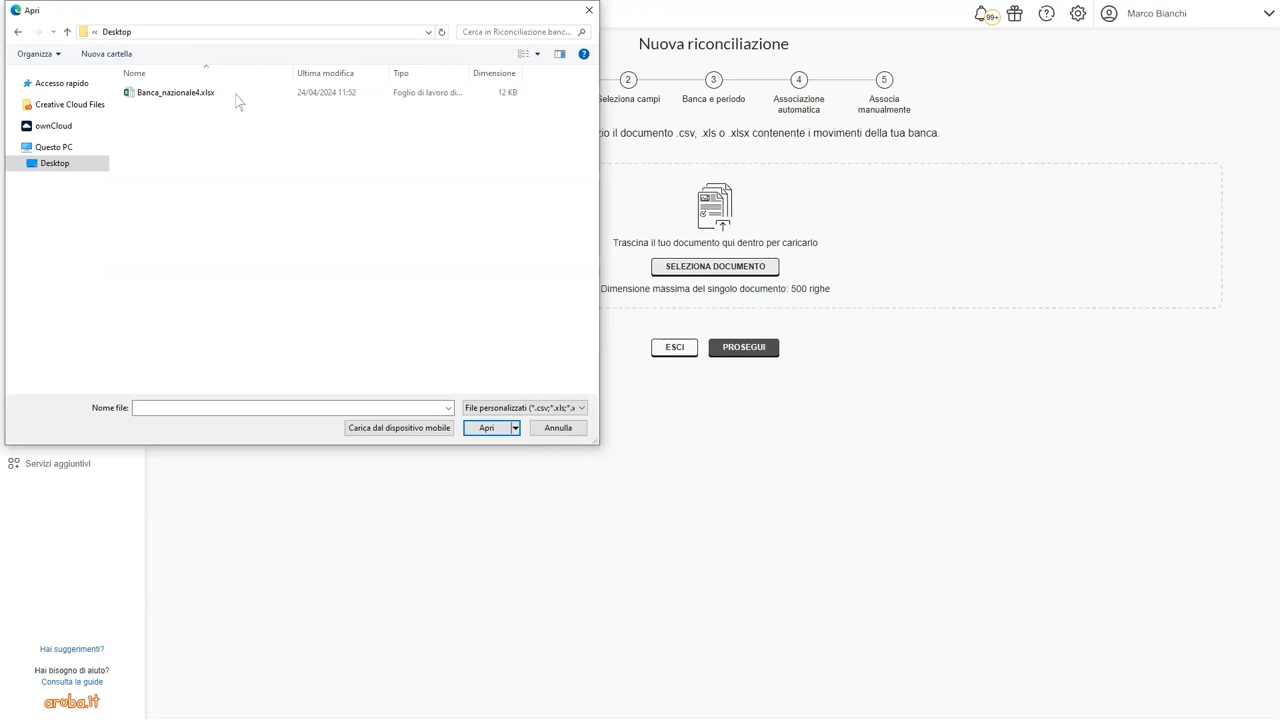 Apri
Desktop
Cerca in Riconciliazione banc...
Organizza
Nuova cartella
Nome
Ultima modifica
Tipo
Dimensione
Banca_nazionale4.xlsx
24/04/2024 11:52
Foglio di lavoro di...
12 KB
Accesso rapido
Creative Cloud Files
ownCloud
Questo PC
Desktop
Nome file:
File personalizzati (*.csv;*.xls;*.x
Carica dal dispositivo mobile
Apri
Annulla
99+
Marco Bianchi
Nuova riconciliazione
2
3
4
5
Seleziona campi
Banca e periodo
Associazione
automatica
Associa
manualmente
zio il documento .csv, .xls o .xlsx contenente i movimenti della tua banca.
Trascina il tuo documento qui dentro per caricarlo
SELEZIONA DOCUMENTO
Dimensione massima del singolo documento: 500 righe
ESCI
PROSEGUI
Servizi aggiuntivi
Hai suggerimenti?
Hai bisogno di aiuto?
Consulta le guide
aruba.it